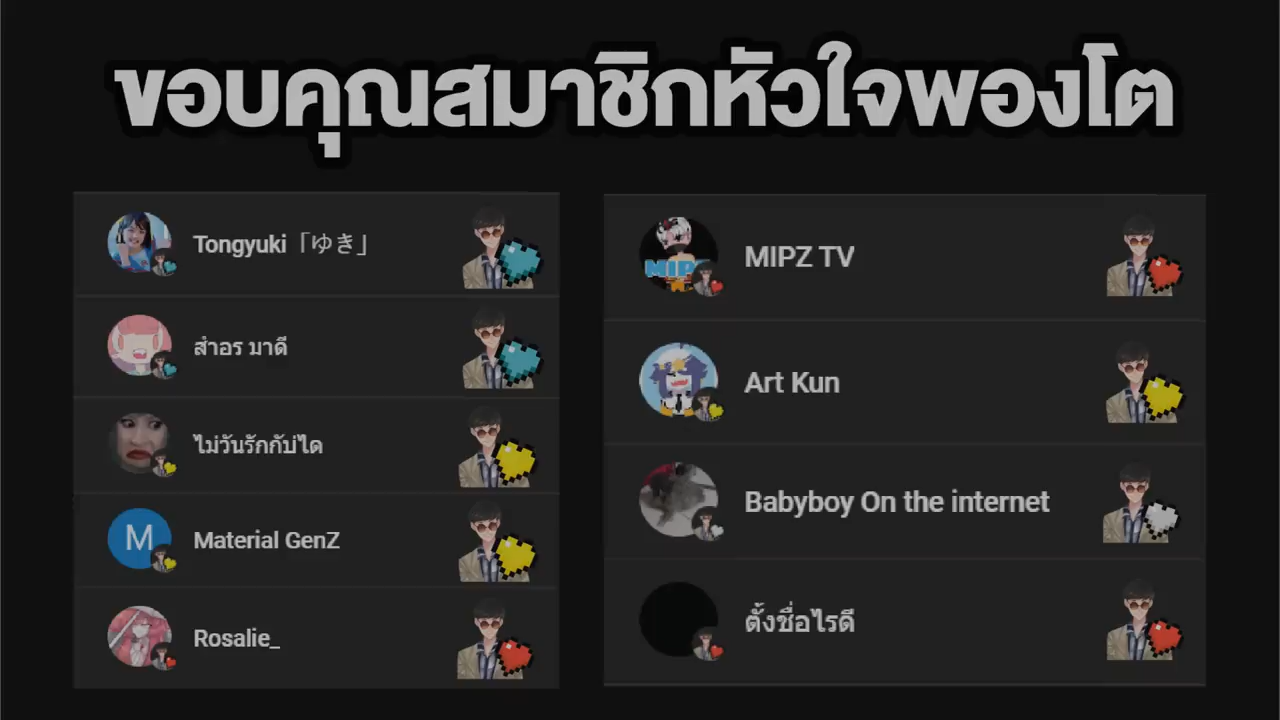 ขอบคุณสมาชิกหัวใจพองโต
Tongyuki「ゆき」
สำอร มาดี
ไม่วันรักกับ่ได
M
Material GenZ
Rosalie_
MIPZ TV
Art Kun
Babyboy On the internet
ตั้งชื่อไรดี